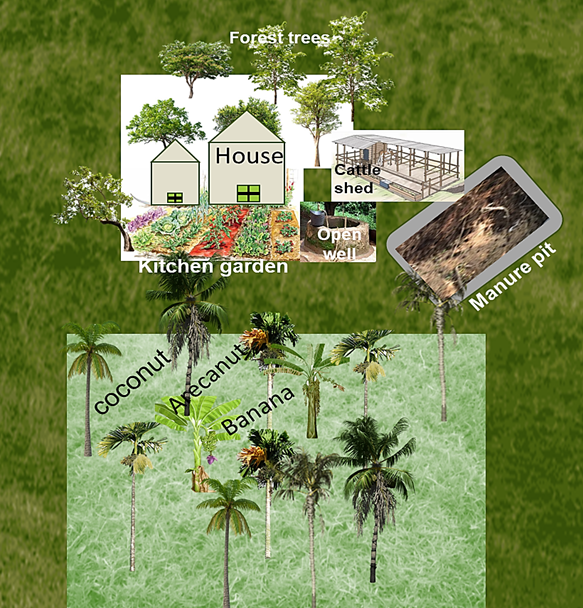 Forest trees
House
Cattle
shed
Open
well
Kitchen garden
Manure pit
coconut
Arecanut
Banana